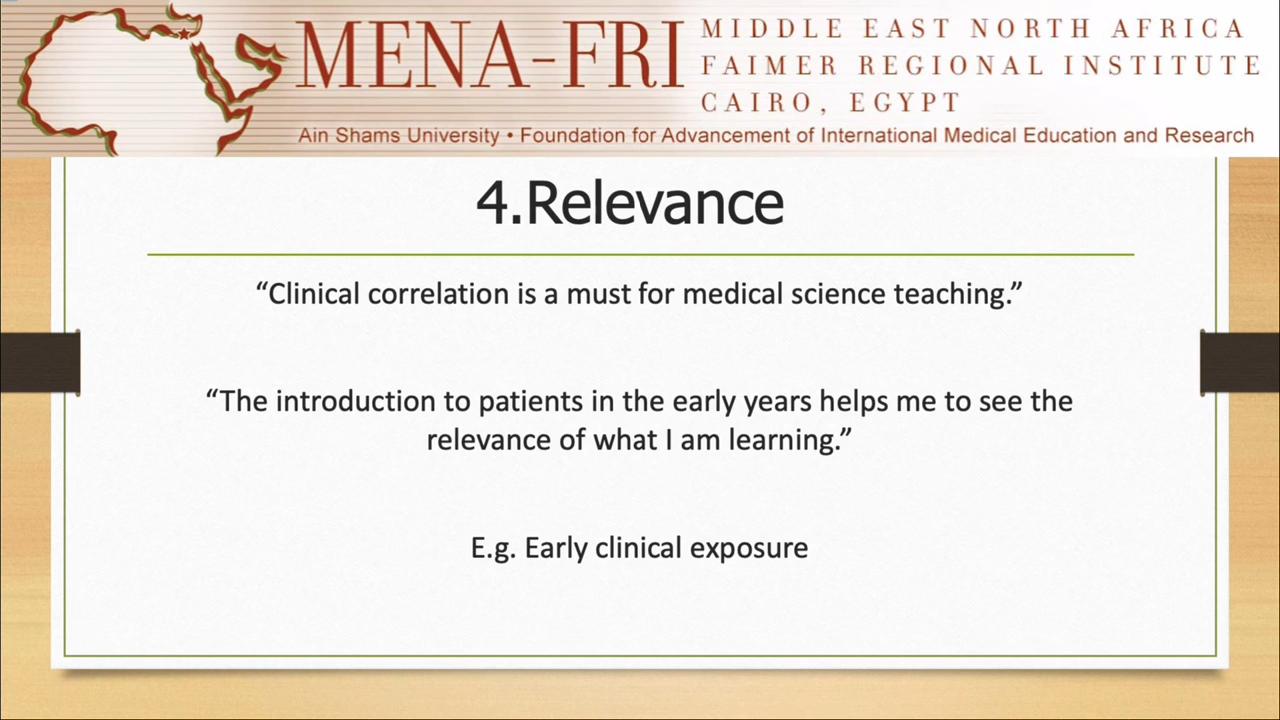 MENA-FRI
MIDDLE EAST NORTH AFRICA
FAIMER REGIONAL INSTITUTE
CAIRO, EGYPT
Ain Shams University • Foundation for Advancement of International Medical Education and Research
4.Relevance
“Clinical correlation is a must for medical science teaching.”
“The introduction to patients in the early years helps me to see the
relevance of what I am learning.”
E.g. Early clinical exposure